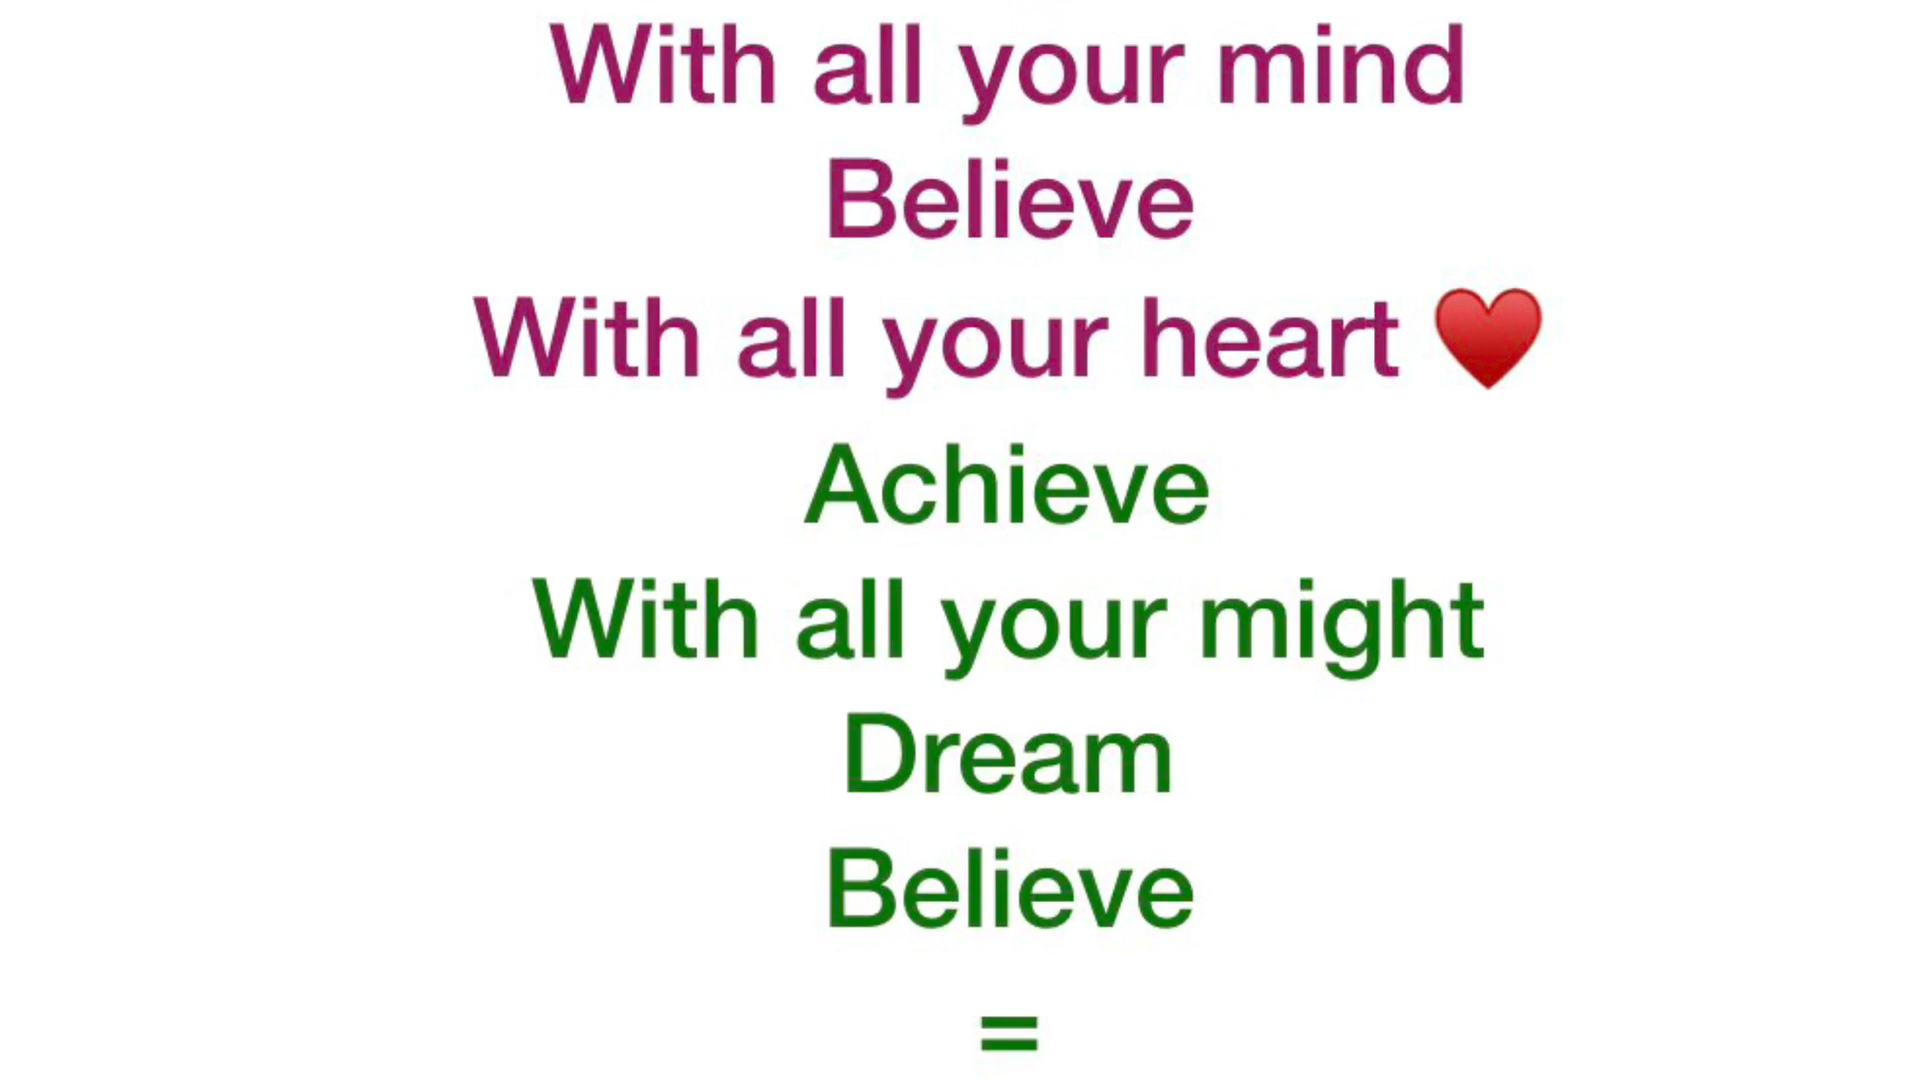 With all your mind
Believe
With all your heart ♥️
Achieve
With all your might
Dream
Believe
=